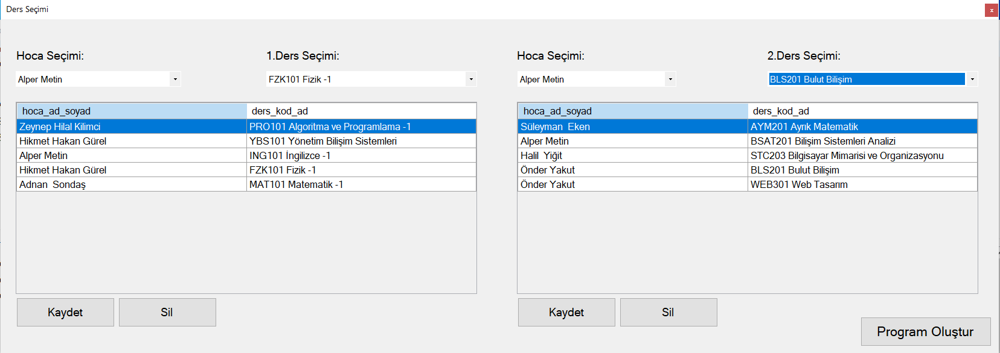 Ders Seçimi
x
Hoca Seçimi: 1.Ders Seçimi:
Alper Metin FZK101 Fizik -1
hoca_ad_soyad ders_kod_ad
Zeynep Hilal Kilimci PRO101 Algoritma ve Programlama -1
Hikmet Hakan Gürel YBS101 Yönetim Bilişim Sistemleri
Alper Metin ING101 İngilizce -1
Hikmet Hakan Gürel FZK101 Fizik -1
Adnan  Sondaş MAT101 Matematik -1
Kaydet Sil
Hoca Seçimi: 2.Ders Seçimi:
Alper Metin BLS201 Bulut Bilişim
hoca_ad_soyad ders_kod_ad
Süleyman  Eken AYM201 Ayrık Matematik
Alper Metin BSAT201 Bilişim Sistemleri Analizi
Halil  Yiğit STC203 Bilgisayar Mimarisi ve Organizasyonu
Önder Yakut BLS201 Bulut Bilişim
Önder Yakut WEB301 Web Tasarım
Kaydet Sil
Program Oluştur